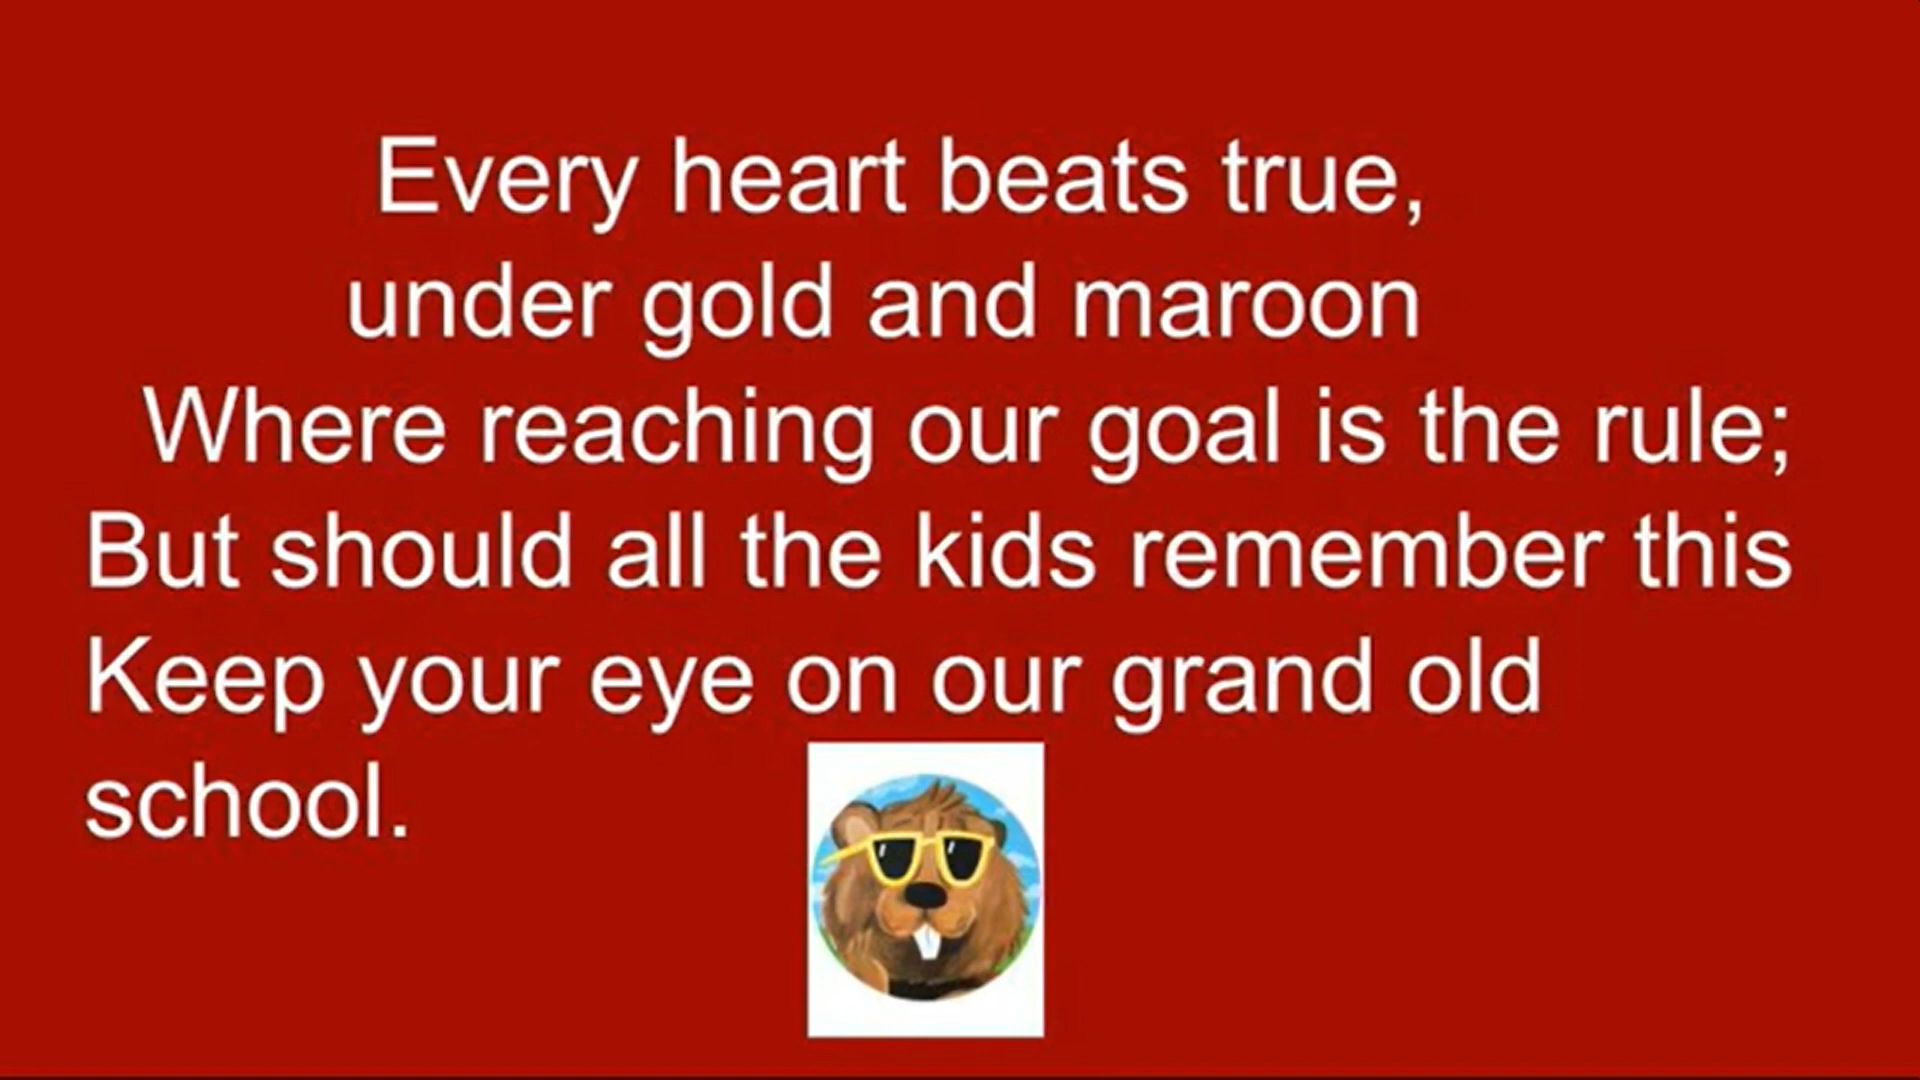 Every heart beats true,
under gold and maroon
Where reaching our goal is the rule;
But should all the kids remember this
Keep your eye on our grand old
school.